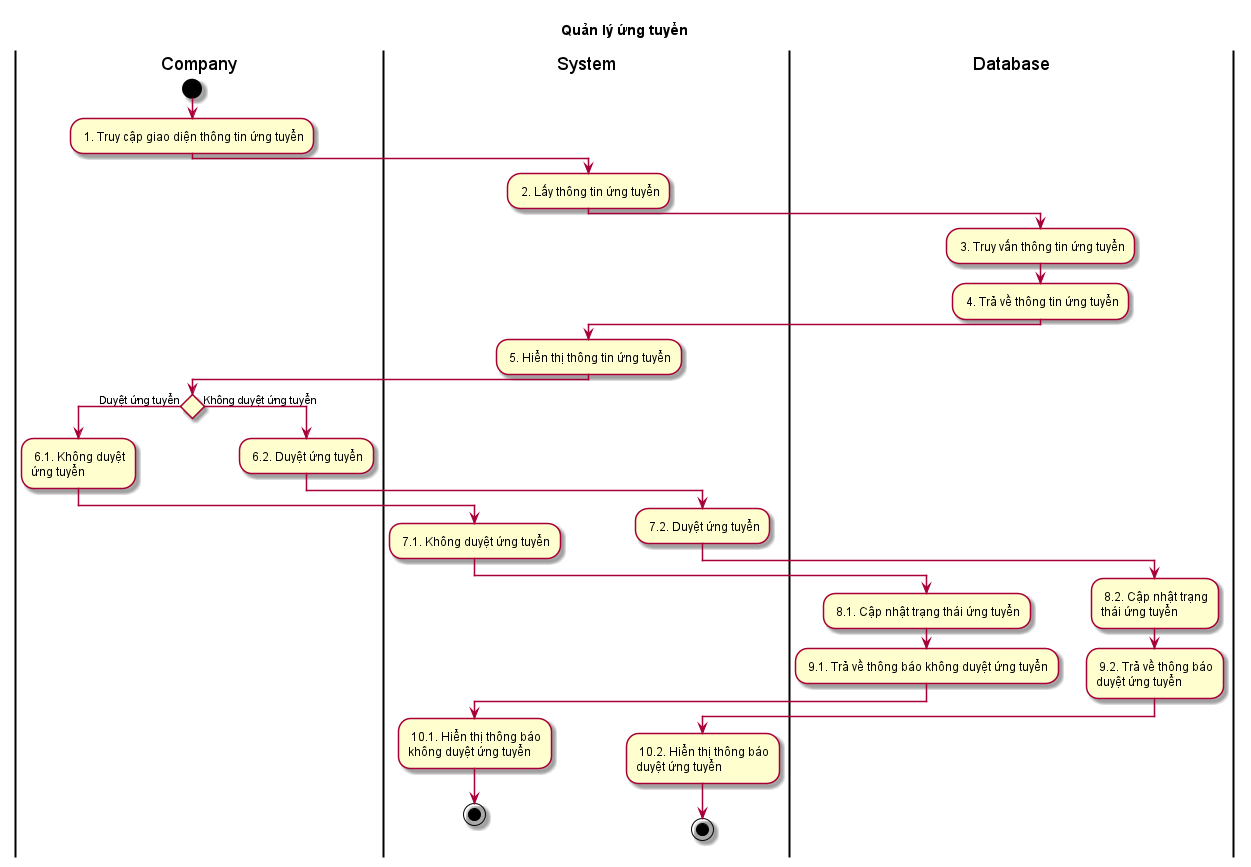 Quản lý ứng tuyển
Company
System
Database
1. Truy cập giao diện thông tin ứng tuyển
2. Lấy thông tin ứng tuyển
3. Truy vấn thông tin ứng tuyển
4. Trả về thông tin ứng tuyển
5. Hiển thị thông tin ứng tuyển
Duyệt ứng tuyển
Không duyệt ứng tuyển
6.1. Không duyệt
ứng tuyển
6.2. Duyệt ứng tuyển
7.1. Không duyệt ứng tuyển
7.2. Duyệt ứng tuyển
8.1. Cập nhật trạng thái ứng tuyển
8.2. Cập nhật trạng
thái ứng tuyển
9.1. Trả về thông báo không duyệt ứng tuyển
9.2. Trả về thông báo
duyệt ứng tuyển
10.1. Hiển thị thông báo
không duyệt ứng tuyển
10.2. Hiển thị thông báo
duyệt ứng tuyển